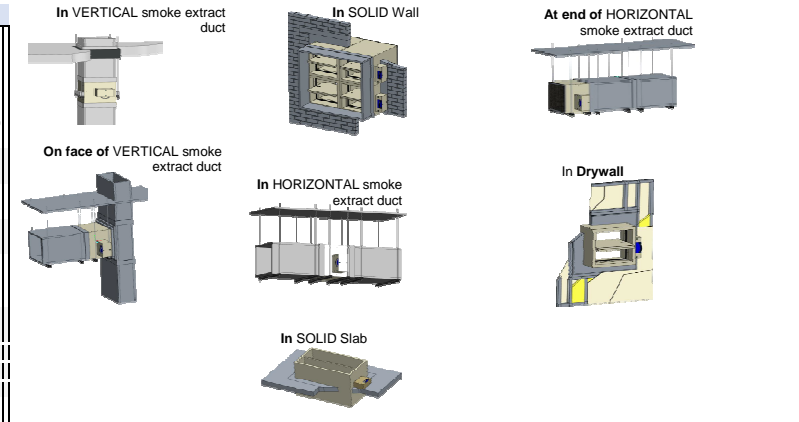 In VERTICAL smoke extract
duct
In SOLID Wall
At end of HORIZONTAL
smoke extract duct
On face of VERTICAL smoke
extract duct
In HORIZONTAL smoke
extract duct
In Drywall
In SOLID Slab